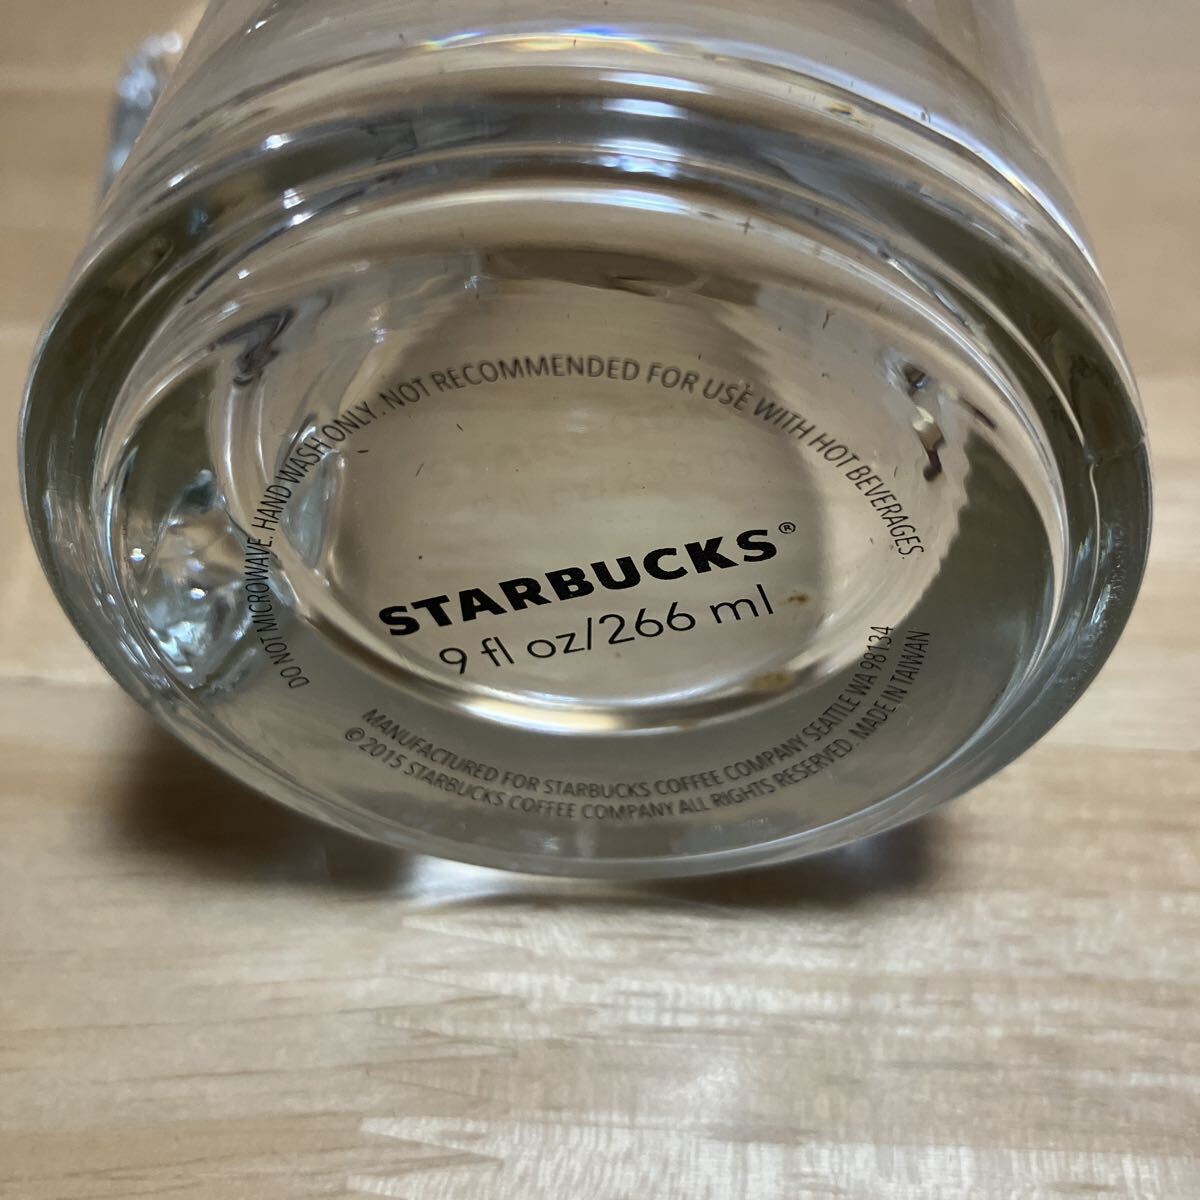 DO NOT MICROWAVE. HAND WASH ONLY. NOT RECOMMENDED FOR USE WITH HOT BEVERAGES.
STARBUCKS®
9 fl oz/266 ml
MANUFACTURED FOR STARBUCKS COFFEE COMPANY SEATTLE WA 98134
©2015 STARBUCKS COFFEE COMPANY ALL RIGHTS RESERVED. MADE IN TAIWAN